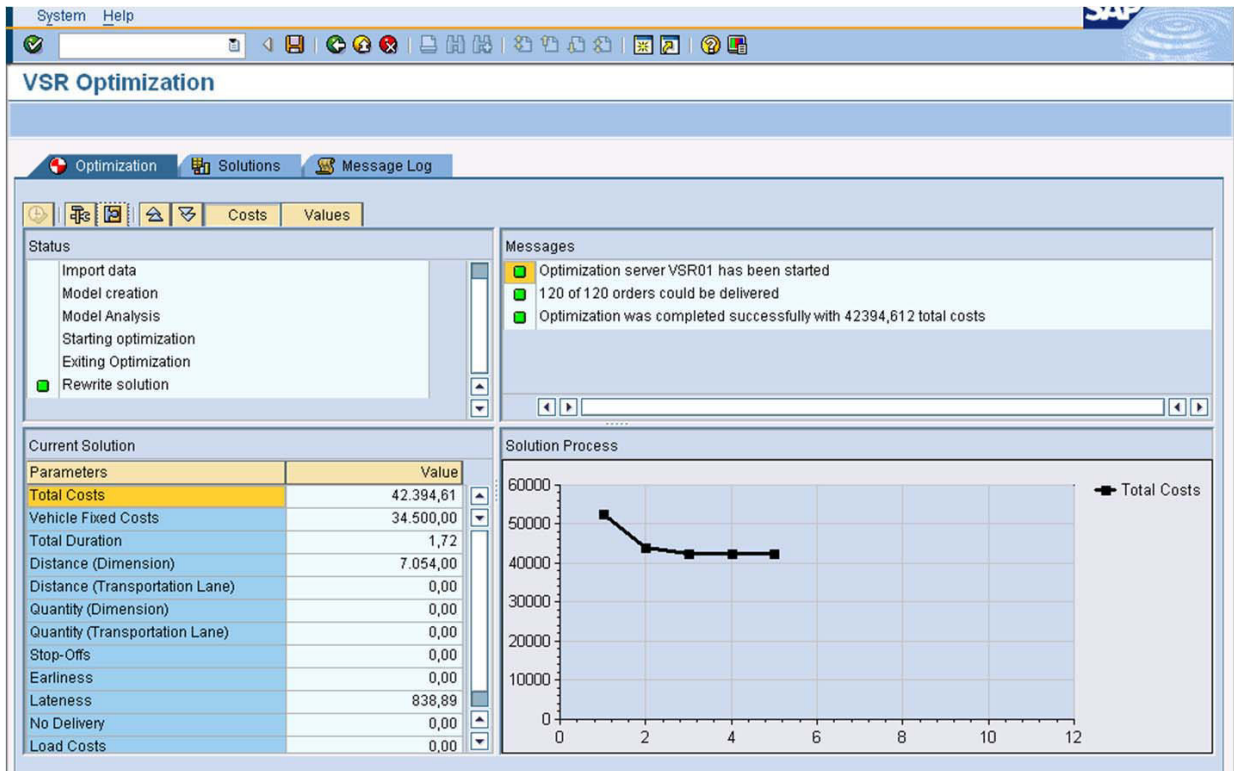 System Help
SAP
VSR Optimization
Optimization Solutions Message Log
Costs Values
Status
Import data
Model creation
Model Analysis
Starting optimization
Exiting Optimization
Rewrite solution
Messages
Optimization server VSR01 has been started
120 of 120 orders could be delivered
Optimization was completed successfully with 42394,612 total costs
Current Solution
Parameters Value
Total Costs 42.394,61
Vehicle Fixed Costs 34.500,00
Total Duration 1,72
Distance (Dimension) 7.054,00
Distance (Transportation Lane) 0,00
Quantity (Dimension) 0,00
Quantity (Transportation Lane) 0,00
Stop-Offs 0,00
Earliness 0,00
Lateness 838,89
No Delivery 0,00
Load Costs 0,00
Solution Process
60000
50000
40000
30000
20000
10000
0
0 2 4 6 8 10 12
Total Costs